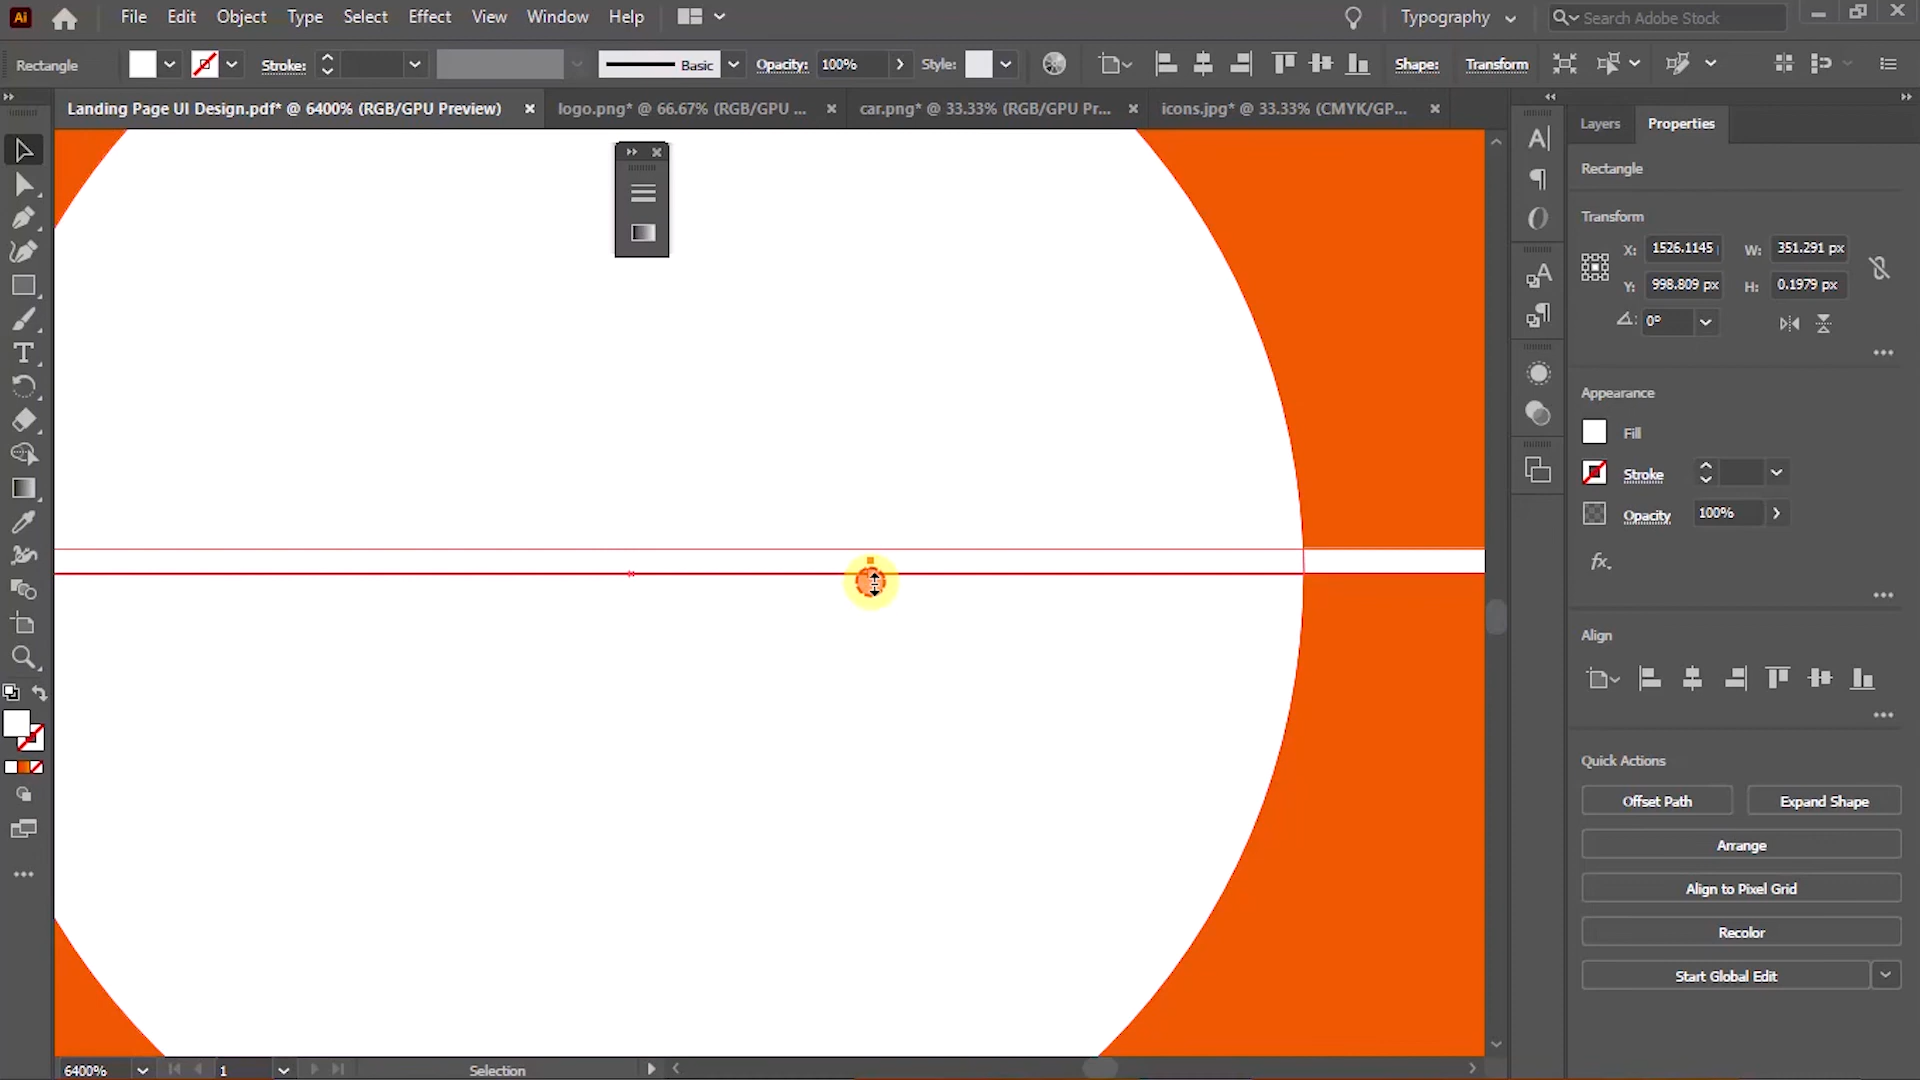 Ai File Edit Object Type Select Effect View Window Help Typography Search Adobe Stock
Rectangle Stroke: Basic Opacity: 100% Style: Shape: Transform
Landing Page UI Design.pdf* @ 6400% (RGB/GPU Preview) × logo.png* @ 66.67% (RGB/GPU ... × car.png* @ 33.33% (RGB/GPU Pr... × icons.jpg* @ 33.33% (CMYK/GP... ×
Layers Properties
Rectangle
Transform
X: 1526.1145 W: 351.291 px
Y: 998.809 px H: 0.1979 px
0°
Appearance
Fill
Stroke
Opacity 100%
fx.
Align
Quick Actions
Offset Path Expand Shape
Arrange
Align to Pixel Grid
Recolor
Start Global Edit
6400% 1 Selection